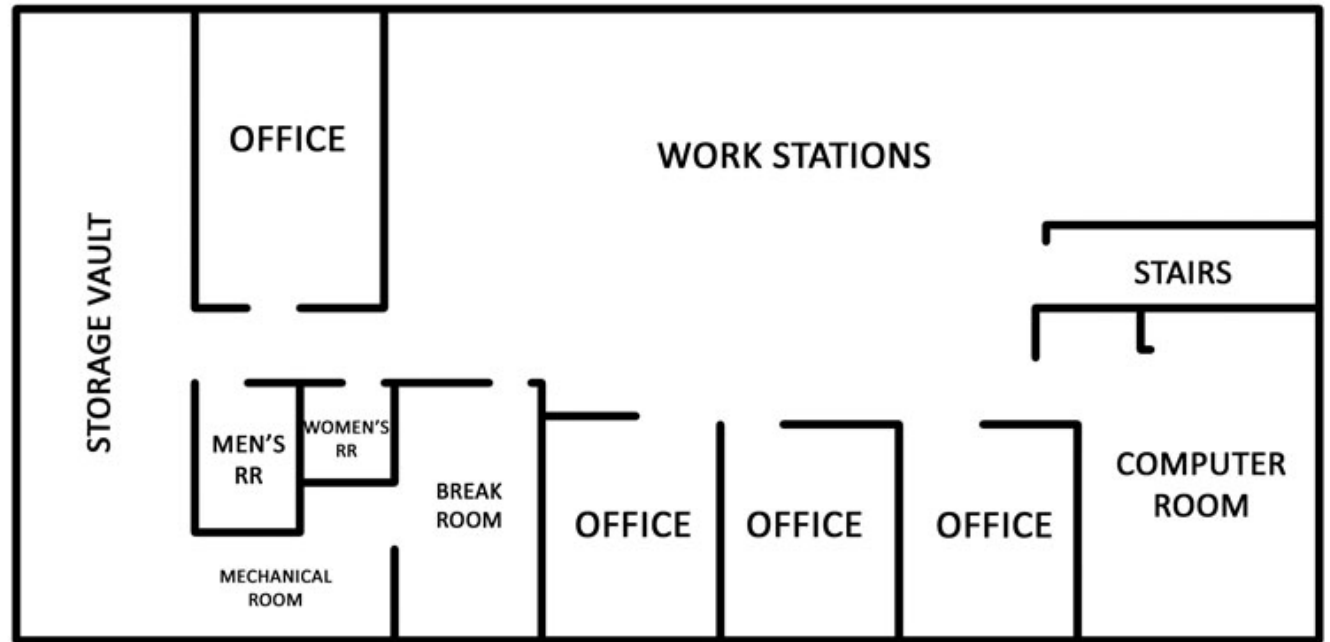 OFFICE
WORK STATIONS
STORAGE VAULT
STAIRS
MEN'S
RR
WOMEN'S
RR
BREAK
ROOM
COMPUTER
ROOM
OFFICE
OFFICE
OFFICE
MECHANICAL
ROOM